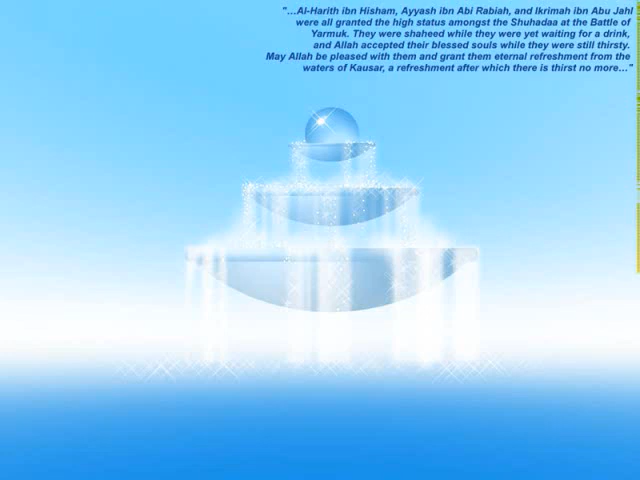 "...Al-Harith ibn Hisham, Ayyash ibn Abi Rabiah, and Ikrimah ibn Abu Jahl
were all granted the high status amongst the Shuhadaa at the Battle of
Yarmuk. They were shaheed while they were yet waiting for a drink,
and Allah accepted their blessed souls while they were still thirsty.
May Allah be pleased with them and grant them eternal refreshment from the
waters of Kausar, a refreshment after which there is thirst no more..."